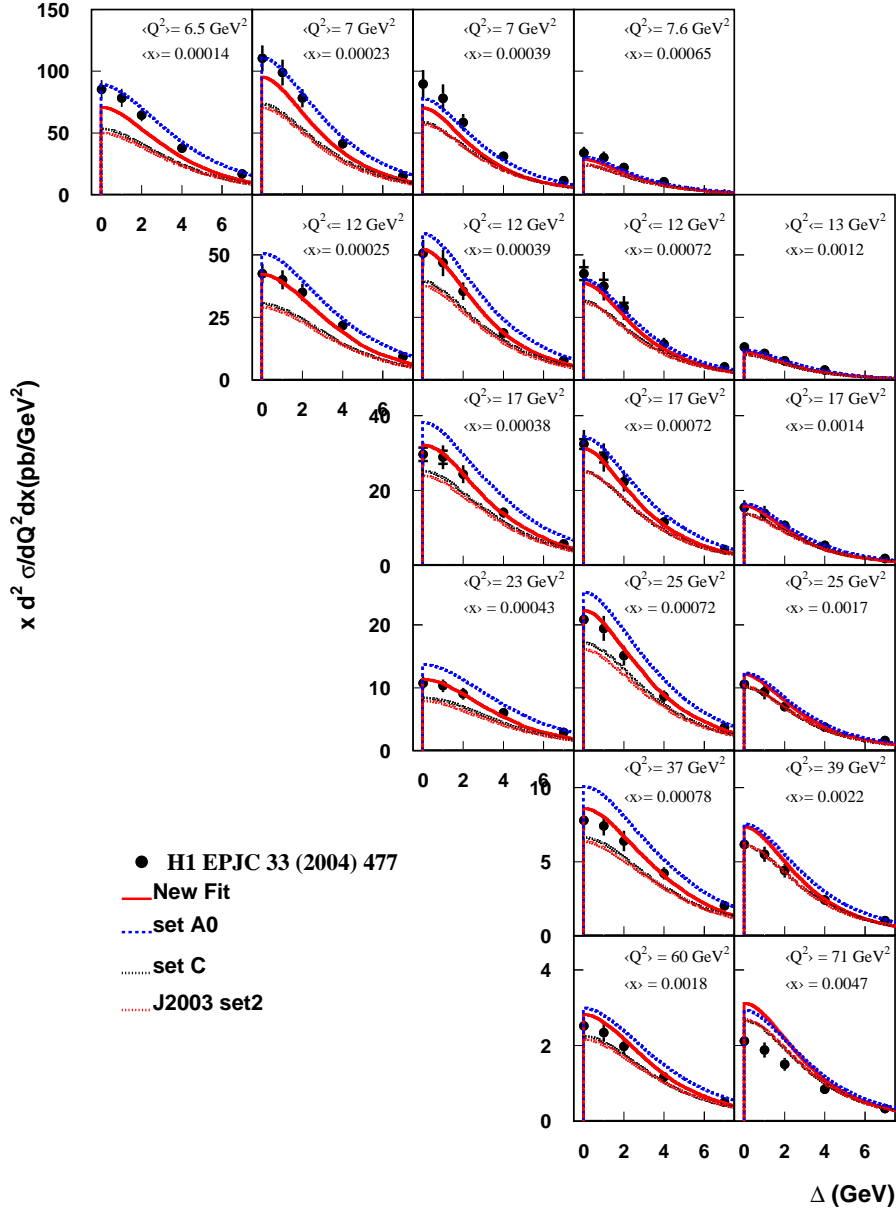 ‹Q²›= 6.5 GeV²
‹x›= 0.00014
‹Q²›= 7 GeV²
‹x›= 0.00023
‹Q²›= 7 GeV²
‹x›= 0.00039
‹Q²›= 7.6 GeV²
‹x›= 0.00065
150
100
50
0
0 2 4 6
›Q²‹= 12 GeV²
‹x›= 0.00025
‹Q²›= 12 GeV²
‹x›= 0.00039
‹Q²›= 12 GeV²
‹x›= 0.00072
‹Q²›= 13 GeV²
‹x›= 0.0012
50
25
0
0 2 4 6
‹Q²›= 17 GeV²
‹x›= 0.00038
‹Q²›= 17 GeV²
‹x›= 0.00072
‹Q²›= 17 GeV²
‹x›= 0.0014
40
20
0
‹Q²›= 23 GeV²
‹x› = 0.00043
‹Q²›= 25 GeV²
‹x› = 0.00072
‹Q²›= 25 GeV²
‹x› = 0.0017
20
10
0
0 2 4 6
‹Q²›= 37 GeV²
‹x›= 0.00078
‹Q²›= 39 GeV²
‹x›= 0.0022
10
5
0
‹Q²› = 60 GeV²
‹x› = 0.0018
‹Q²› = 71 GeV²
‹x› = 0.0047
4
2
0
0 2 4 6
0 2 4 6
x d² σ/dQ²dx(pb/GeV²)
H1 EPJC 33 (2004) 477
New Fit
set A0
set C
J2003 set2
Δ (GeV)